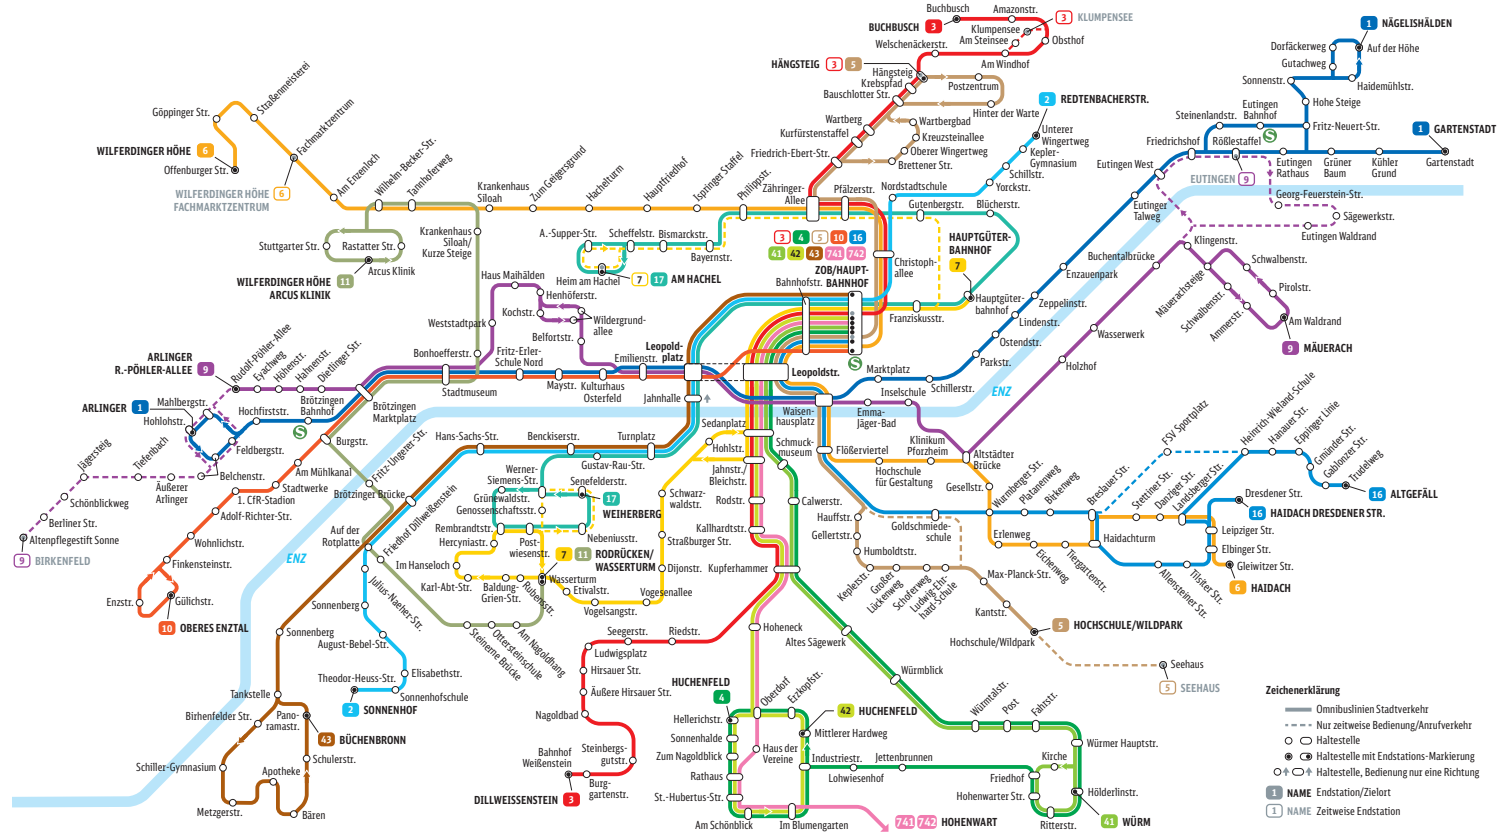 Buchbusch
BUCHBUSCH 3
Amazonstr.
Klumpensee
3 KLUMPENSEE
Am Steinsee
Obsthof
Welschenäckerstr.
Am Windhof
HÄNGSTEIG 3 5
Hängsteig
Krebspfad
Bauschlotter Str.
Postzentrum
Hinter der Warte
Wartberg
Kurfürstenstaffel
Friedrich-Ebert-Str.
Wartbergbad
Kreuzsteinallee
Oberer Wingertweg
Brettener Str.
2 REDTENBACHERSTR.
Unterer
Wingertweg
Kepler-
Gymnasium
Schillstr.
Yorckstr.
Nordstadtschule
Gutenbergstr.
Blücherstr.
1 NÄGELISHÄLDEN
Dorfäckerweg
Auf der Höhe
Gutachweg
Sonnenstr.
Haidemühlstr.
Hohe Steige
Steinenlandstr.
Eutingen
Bahnhof
S
Fritz-Neuert-Str.
1 GARTENSTADT
Friedrichshof
Rößlestaffel
Eutingen
Rathaus
Grüner
Baum
Kühler
Grund
Gartenstadt
Eutingen West
EUTINGEN 9
Eutinger
Talweg
Georg-Feuerstein-Str.
Sägewerkstr.
Eutingen Waldrand
Klingenstr.
Buchentalbrücke
Enzauenpark
Schwalbenstr.
Pirolstr.
Am Waldrand
Mäuerachsteige
Schwalbenstr.
Ammerstr.
9 MÄUERACH
Zeppelinstr.
Lindenstr.
Ostendstr.
Parkstr.
Wasserwerk
Holzhof
ENZ
Göppinger Str.
Straßenmeisterei
Fachmarktzentrum
WILFERDINGER HÖHE 6
Offenburger Str.
WILFERDINGER HÖHE 6
FACHMARKTZENTRUM
Am Enzenloch
Wilhelm-Becker-Str.
Tannhoferweg
Krankenhaus
Siloah
Zum Geigersgrund
Hachelturm
Hauptfriedhof
Ispringer Staffel
Philippstr.
Zähringer-
Allee
Pfälzerstr.
Stuttgarter Str.
Rastatter Str.
Arcus Klinik
WILFERDINGER HÖHE
ARCUS KLINIK
11
Krankenhaus
Siloah/
Kurze Steige
A.-Supper-Str.
Scheffelstr.
Bismarckstr.
Bayernstr.
Heim am Hachel
7 17 AM HACHEL
3 4 5 10 16
41 42 43 741 742
ZOB/HAUPT-
BAHNHOF
Bahnhofstr.
Christoph-
allee
HAUPTGÜTER-
BAHNHOF
7
Hauptgüter-
bahnhof
Franziskusstr.
S
Haus Maihälden
Henhöferstr.
Kochstr.
Wildergrund-
allee
Belfortstr.
Weststadtpark
Bonhoefferstr.
Fritz-Erler-
Schule Nord
Stadtmuseum
Maystr.
Kulturhaus
Osterfeld
Emilienstr.
Leopold-
platz
Leopoldstr.
Jahnhalle
Marktplatz
Schillerstr.
Waisen-
hausplatz
Emma-
Jäger-Bad
Inselschule
ARLINGER
R.-PÖHLER-ALLEE
9
Rudolf-Pöhler-Allee
Eyachweg
Gühestr.
Hahnenstr.
Dietlinger Str.
ARLINGER 1
Mahlbergstr.
Hohlohstr.
Hochfirststr.
Brötzingen
Bahnhof
S
Brötzingen
Marktplatz
Feldbergstr.
Belchenstr.
Jägersteig
Tiefenbach
Äußerer
Arlinger
Schönblickweg
Berliner Str.
Altenpflegestift Sonne
9 BIRKENFELD
Burgstr.
Am Mühlkanal
Stadtwerke
1. CfR-Stadion
Adolf-Richter-Str.
Wohnlichstr.
Finkensteinstr.
Enzstr.
Gülichstr.
10 OBERES ENZTAL
ENZ
Fritz-Ungerer-Str.
Brötzinger Brücke
Auf der
Rotplatte
Friedhof Dillweißenstein
Hans-Sachs-Str.
Benckiserstr.
Turnplatz
Gustav-Rau-Str.
Werner-
Siemens-Str.
Senefelderstr.
Grünewaldstr.
17
WEIHERBERG
Genossenschaftsstr.
Rembrandtstr.
Hercyniastr.
Post-
wiesenstr.
Nebeniusstr.
Im Hanseloch
7 11 RODRÜCKEN/
WASSERTURM
Wasserturm
Karl-Abt-Str.
Baldung-
Grien-Str.
Rubensstr.
Etivalstr.
Vogelsangstr.
Vogesenallee
Dijonstr.
Straßburger Str.
Schwarz-
waldstr.
Sedanplatz
Hohlstr.
Jahnstr./
Bleichstr.
Rodstr.
Kallhardtstr.
Kupferhammer
Schmuck-
museum
Calwerstr.
Flößerviertel
Hochschule
für Gestaltung
Klinikum
Pforzheim
Altstädter
Brücke
Gesellstr.
Wurmberger Str.
Platanenweg
Birkenweg
Breslauer Str.
Stettiner Str.
Danziger Str.
Landsberger Str.
FSV Sportplatz
Heinrich-Wieland-Schule
Hanauer Str.
Eppinger Linie
Gmünder Str.
Gablonzer Str.
Trudelweg
16 ALTGEFÄLL
Dresdener Str.
16 HAIDACH DRESDENER STR.
Leipziger Str.
Elbinger Str.
Gleiwitzer Str.
6 HAIDACH
Erlenweg
Eichenweg
Tiergartenstr.
Haidachturm
Allensteiner Str.
Tilsiter Str.
Hauffstr.
Gellertstr.
Goldschmiede-
schule
Humboldtstr.
Keplerstr.
Großer
Lückenweg
Schoferweg
Ludwig-Er-
hard-Schule
Max-Planck-Str.
Kantstr.
Hochschule/Wildpark
5 HOCHSCHULE/WILDPARK
Seehaus
5 SEEHAUS
Julius-Naeher-Str.
Sonnenberg
August-Bebel-Str.
Elisabethstr.
Theodor-Heuss-Str.
Sonnenhofschule
2 SONNENHOF
Steinerne Brücke
Ottersteinschule
Am Nagoldhang
Sonnenberg
Tankstelle
Birhenfelder Str.
Pano-
ramastr.
43 BÜCHENBRONN
Schiller-Gymnasium
Apotheke
Schulerstr.
Metzgerstr.
Bären
Seegerstr.
Riedstr.
Ludwigsplatz
Hirsauer Str.
Äußere Hirsauer Str.
Nagoldbad
Bahnhof
Weißenstein
Steinbergs-
gutstr.
Burg-
gartenstr.
DILLWEISSENSTEIN 3
Hoheneck
Altes Sägewerk
Würmblick
HUCHENFELD
4
Oberdorf
Erzkopfstr.
42 HUCHENFELD
Hellerichstr.
Mittlerer Hardweg
Sonnenhalde
Zum Nagoldblick
Haus der
Vereine
Rathaus
St.-Hubertus-Str.
Am Schönblick
Im Blumengarten
741 742 HOHENWART
Industriestr.
Lohwiesenhof
Jettenbrunnen
Würmtalstr.
Post
Fahrstr.
Würmer Hauptstr.
Kirche
Friedhof
Hohenwarter Str.
Hölderlinstr.
Ritterstr.
41 WÜRM
Zeichenerklärung
Omnibuslinien Stadtverkehr
Nur zeitweise Bedienung/Anrufverkehr
Haltestelle
Haltestelle mit Endstations-Markierung
Haltestelle, Bedienung nur eine Richtung
1 NAME Endstation/Zielort
1 NAME Zeitweise Endstation